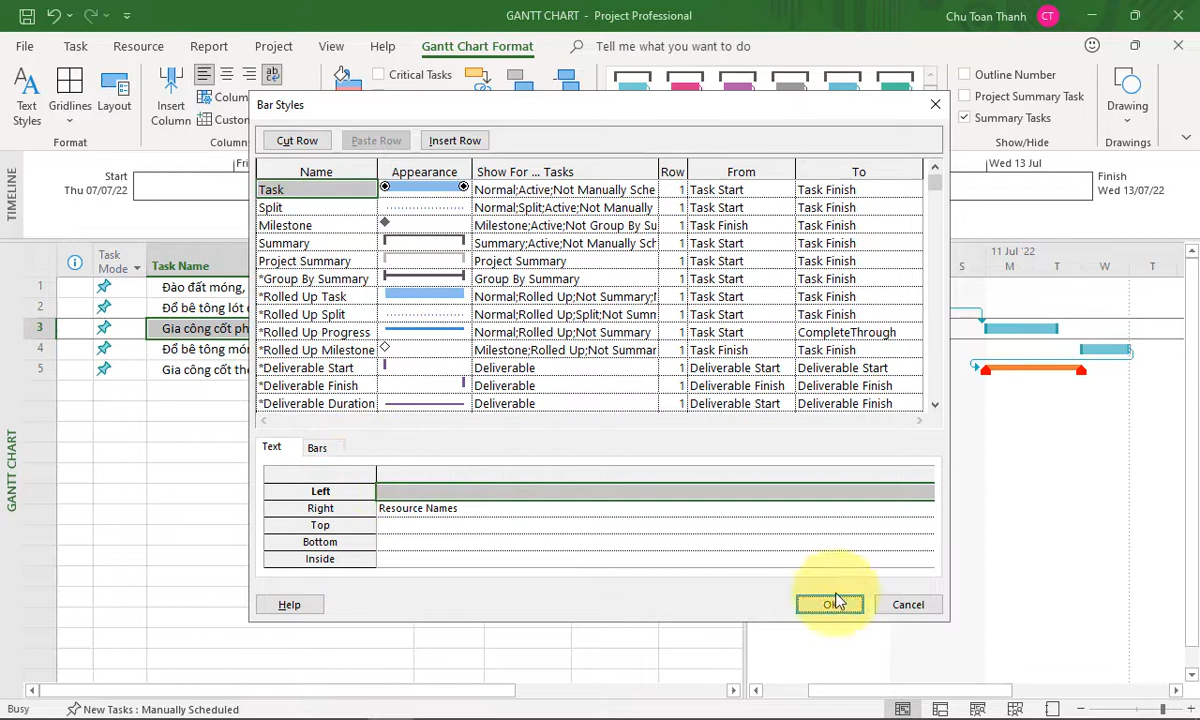 GANTT CHART - Project Professional
Chu Toan Thanh CT
File Task Resource Report Project View Help Gantt Chart Format Tell me what you want to do
Text Styles
Gridlines
Layout
Format
Insert Column
Critical Tasks
Outline Number
Project Summary Task
Summary Tasks
Show/Hide
Drawing
Drawings
TIMELINE
Start
Thu 07/07/22
Wed 13 Jul
Finish
Wed 13/07/22
Bar Styles
Cut Row Paste Row Insert Row
Name Appearance Show For ... Tasks Row From To
Task Normal;Active;Not Manually Sche 1 Task Start Task Finish
Split Normal;Split;Active;Not Manually 1 Task Start Task Finish
Milestone Milestone;Active;Not Group By Su 1 Task Finish Task Finish
Summary Summary;Active;Not Manually Sch 1 Task Start Task Finish
Project Summary Project Summary 1 Task Start Task Finish
*Group By Summary Group By Summary 1 Task Start Task Finish
*Rolled Up Task Normal;Rolled Up;Not Summary;! 1 Task Start Task Finish
*Rolled Up Split Normal;Rolled Up;Split;Not Summ 1 Task Start Task Finish
*Rolled Up Progress Normal;Rolled Up;Not Summary 1 Task Start CompleteThrough
*Rolled Up Milestone Milestone;Rolled Up;Not Summar 1 Task Finish Task Finish
*Deliverable Start Deliverable 1 Deliverable Start Deliverable Start
*Deliverable Finish Deliverable 1 Deliverable Finish Deliverable Finish
*Deliverable Duration Deliverable 1 Deliverable Start Deliverable Finish
Text Bars
Left
Right Resource Names
Top
Bottom
Inside
Help Cancel
Task Mode Task Name
1 Đào đất móng,
2 Đổ bê tông lót
3 Gia công cốt ph
4 Đổ bê tông mó
5 Gia công cốt th
11 Jul '22
S M T W T
GANTT CHART
Busy New Tasks : Manually Scheduled